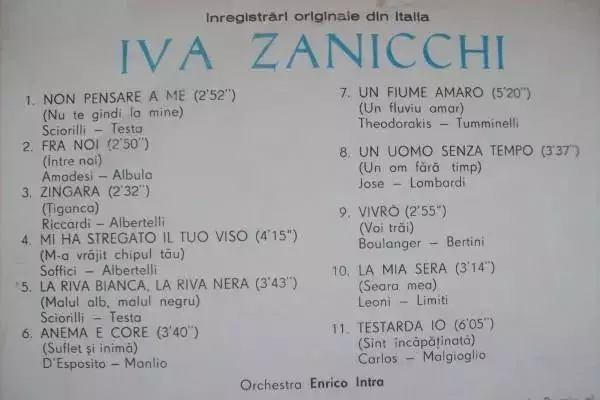 Inregistrări originale din Italia
IVA ZANICCHI
1. NON PENSARE A ME (2'52")
(Nu te gindi la mine)
Sciorilli – Testa
2. FRA NOI (2'50")
(Intre noi)
Amadesi – Albula
3. ZINGARA (2'32")
(Țiganca)
Riccardi – Albertelli
4. MI HA STREGATO IL TUO VISO (4'15")
(M-a vrăjit chipul tău)
Soffici – Albertelli
5. LA RIVA BIANCA, LA RIVA NERA (3'43")
(Malul alb, malul negru)
Sciorilli – Testa
6. ANEMA E CORE (3'40")
(Suflet și inimă)
D'Esposito – Manlio
7. UN FIUME AMARO (5'20")
(Un fluviu amar)
Theodorakis – Tumminelli
8. UN UOMO SENZA TEMPO (3'37")
(Un om fără timp)
Jose – Lombardi
9. VIVRÒ (2'55")
(Voi trăi)
Boulanger – Bertini
10. LA MIA SERA (3'14")
(Seara mea)
Leoni – Limiti
11. TESTARDA IO (6'05")
(Sint incăpăținată)
Carlos – Malgioglio
Orchestra Enrico Intra